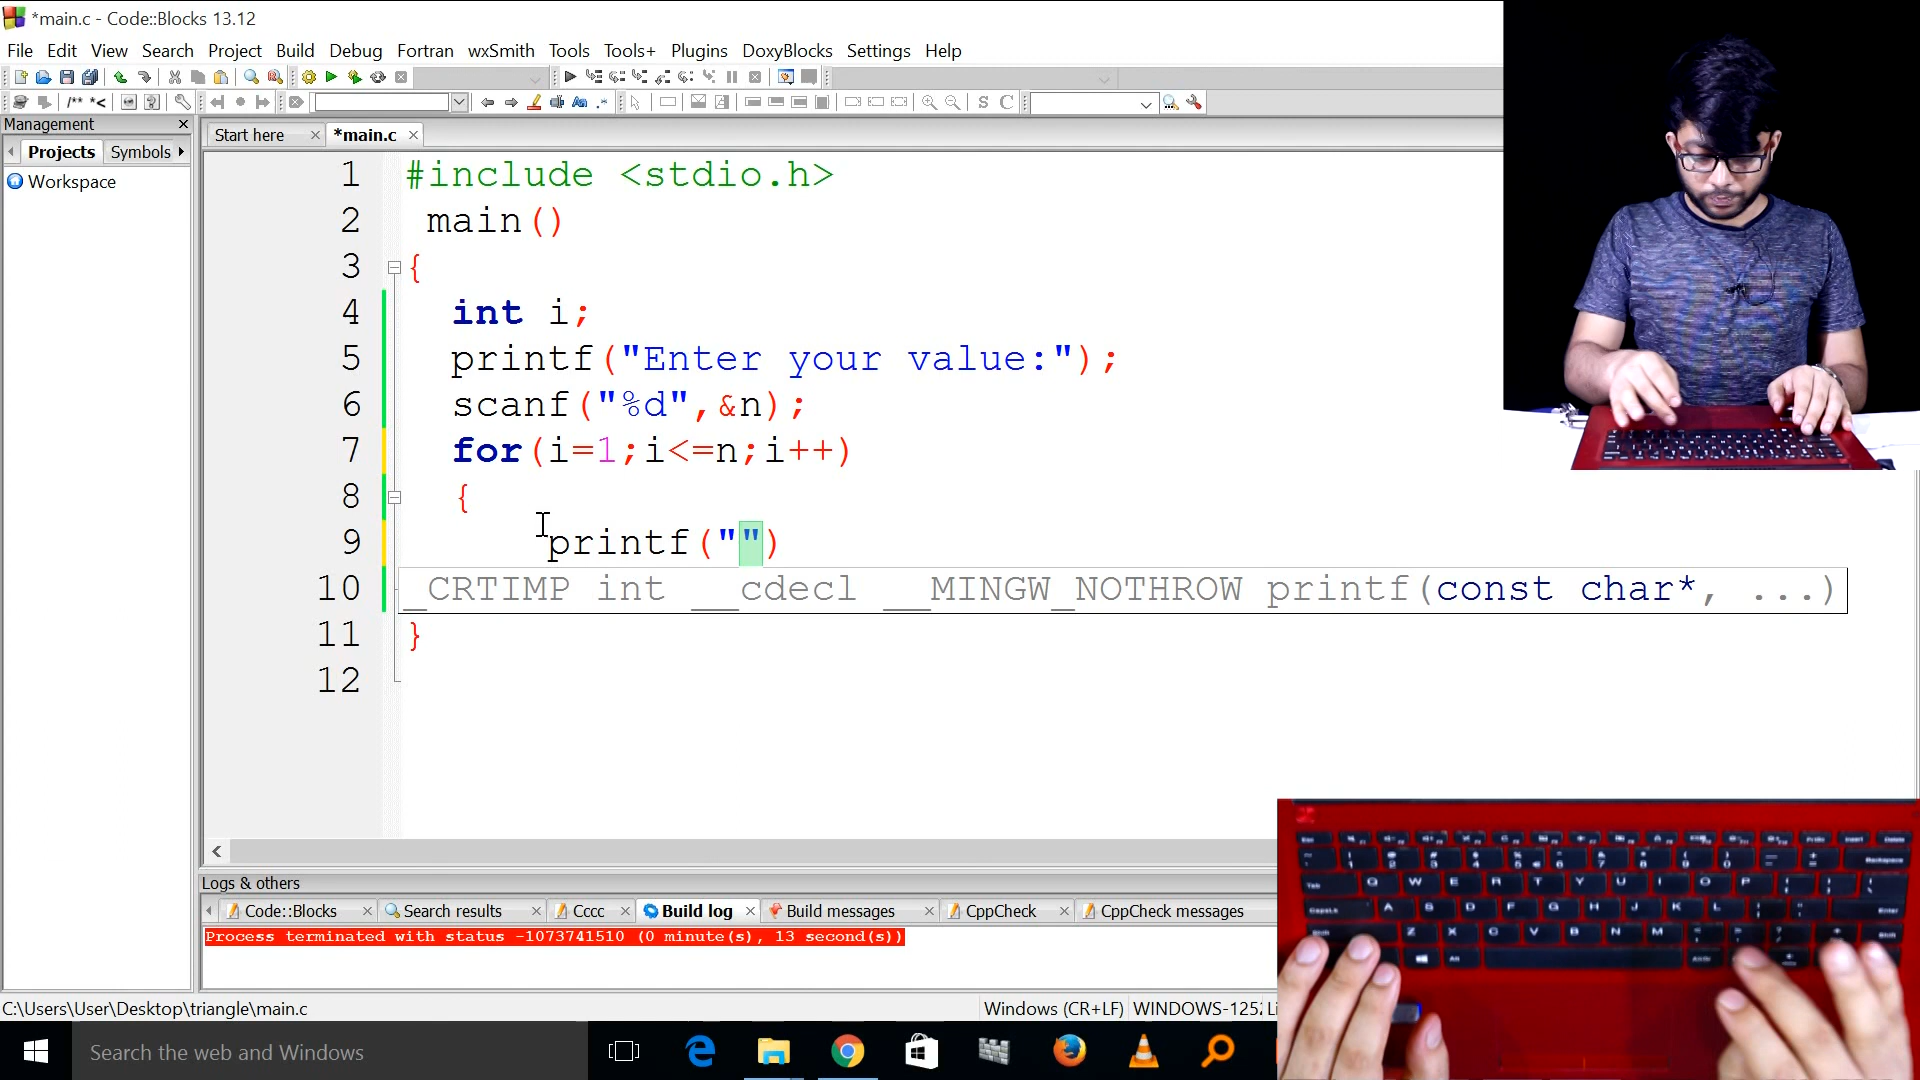 *main.c - Code::Blocks 13.12
File Edit View Search Project Build Debug Fortran wxSmith Tools Tools+ Plugins DoxyBlocks Settings Help
/** *<
S C
Management
Start here *main.c
Projects Symbols
Workspace
1 #include <stdio.h>
2 main()
3 {
4 int i;
5 printf("Enter your value:");
6 scanf("%d",&n);
7 for(i=1;i<=n;i++)
8 {
9 printf("")
10 _CRTIMP int __cdecl __MINGW_NOTHROW printf(const char*, ...)
11 }
12
Logs & others
Code::Blocks Search results Cccc Build log Build messages CppCheck CppCheck messages
Process terminated with status -1073741510 (0 minute(s), 13 second(s))
C:\Users\User\Desktop\triangle\main.c Windows (CR+LF) WINDOWS-1252
Search the web and Windows
Q W E R T Y U I O P
A S D F G H J K L
Z X C V B N M